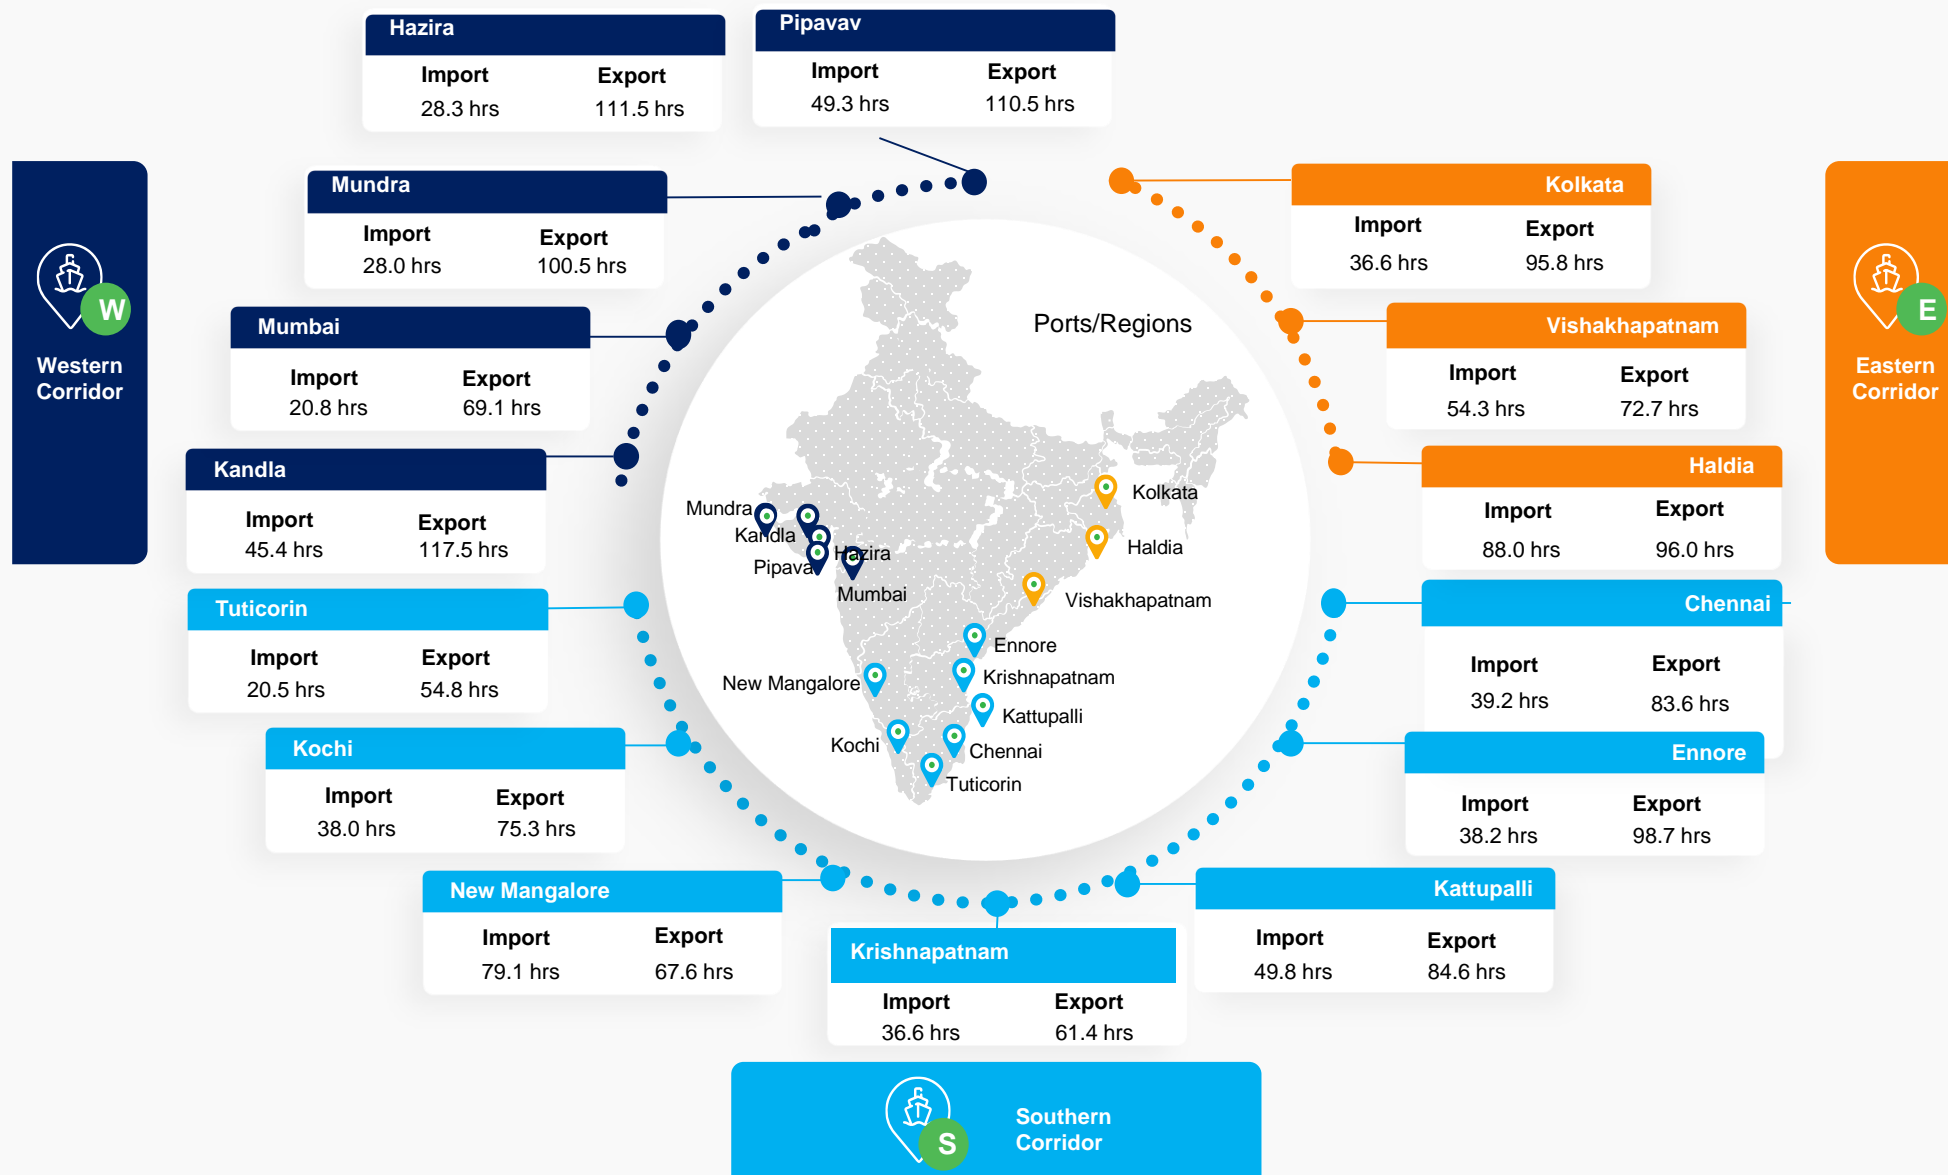 Hazira
Import Export
28.3 hrs 111.5 hrs
Pipavav
Import Export
49.3 hrs 110.5 hrs
Mundra
Import Export
28.0 hrs 100.5 hrs
Kolkata
Import Export
36.6 hrs 95.8 hrs
W
Western
Corridor
Mumbai
Import Export
20.8 hrs 69.1 hrs
Vishakhapatnam
Import Export
54.3 hrs 72.7 hrs
E
Eastern
Corridor
Kandla
Import Export
45.4 hrs 117.5 hrs
Haldia
Import Export
88.0 hrs 96.0 hrs
Ports/Regions
Mundra
Kandla
Hazira
Pipava
Mumbai
Kolkata
Haldia
Vishakhapatnam
Ennore
Krishnapatnam
New Mangalore
Kattupalli
Kochi
Chennai
Tuticorin
Tuticorin
Import Export
20.5 hrs 54.8 hrs
Chennai
Import Export
39.2 hrs 83.6 hrs
Kochi
Import Export
38.0 hrs 75.3 hrs
Ennore
Import Export
38.2 hrs 98.7 hrs
New Mangalore
Import Export
79.1 hrs 67.6 hrs
Krishnapatnam
Import Export
36.6 hrs 61.4 hrs
Kattupalli
Import Export
49.8 hrs 84.6 hrs
S
Southern
Corridor